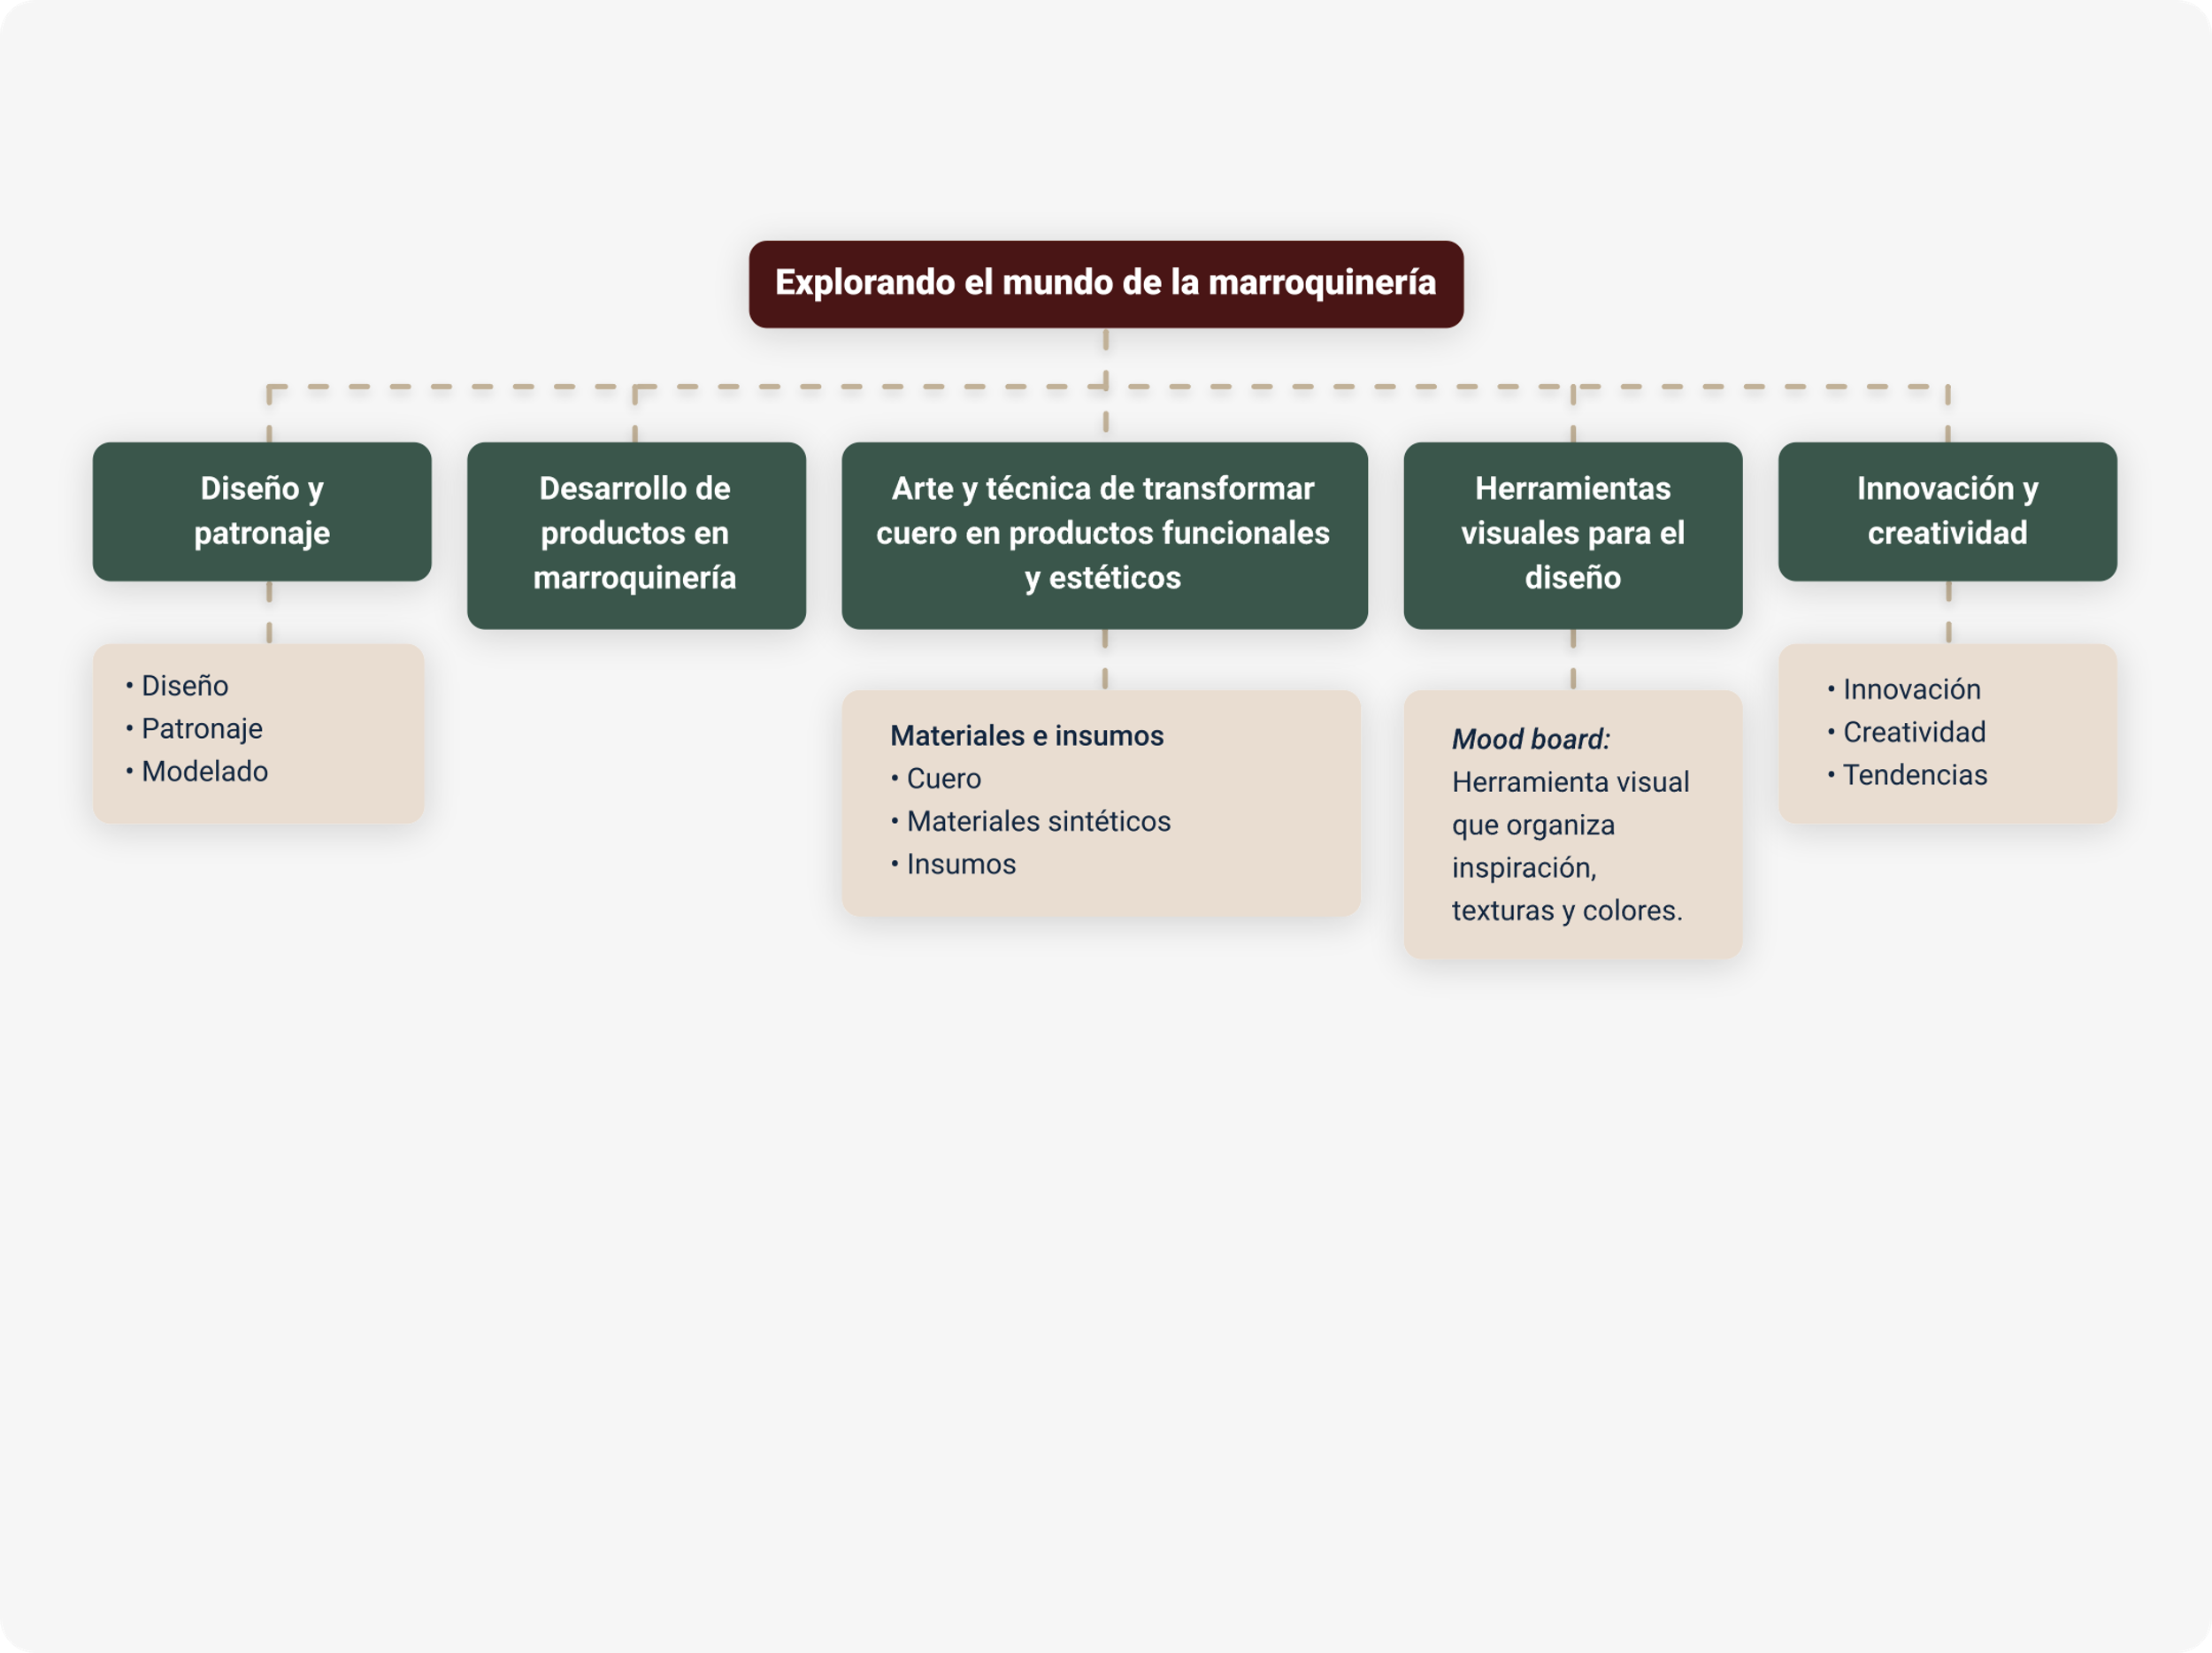 Explorando el mundo de la marroquinería
Diseño y
patronaje
• Diseño
• Patronaje
• Modelado
Desarrollo de
productos en
marroquinería
Arte y técnica de transformar
cuero en productos funcionales
y estéticos
Materiales e insumos
• Cuero
• Materiales sintéticos
• Insumos
Herramientas
visuales para el
diseño
Mood board:
Herramienta visual
que organiza
inspiración,
texturas y colores.
Innovación y
creatividad
• Innovación
• Creatividad
• Tendencias